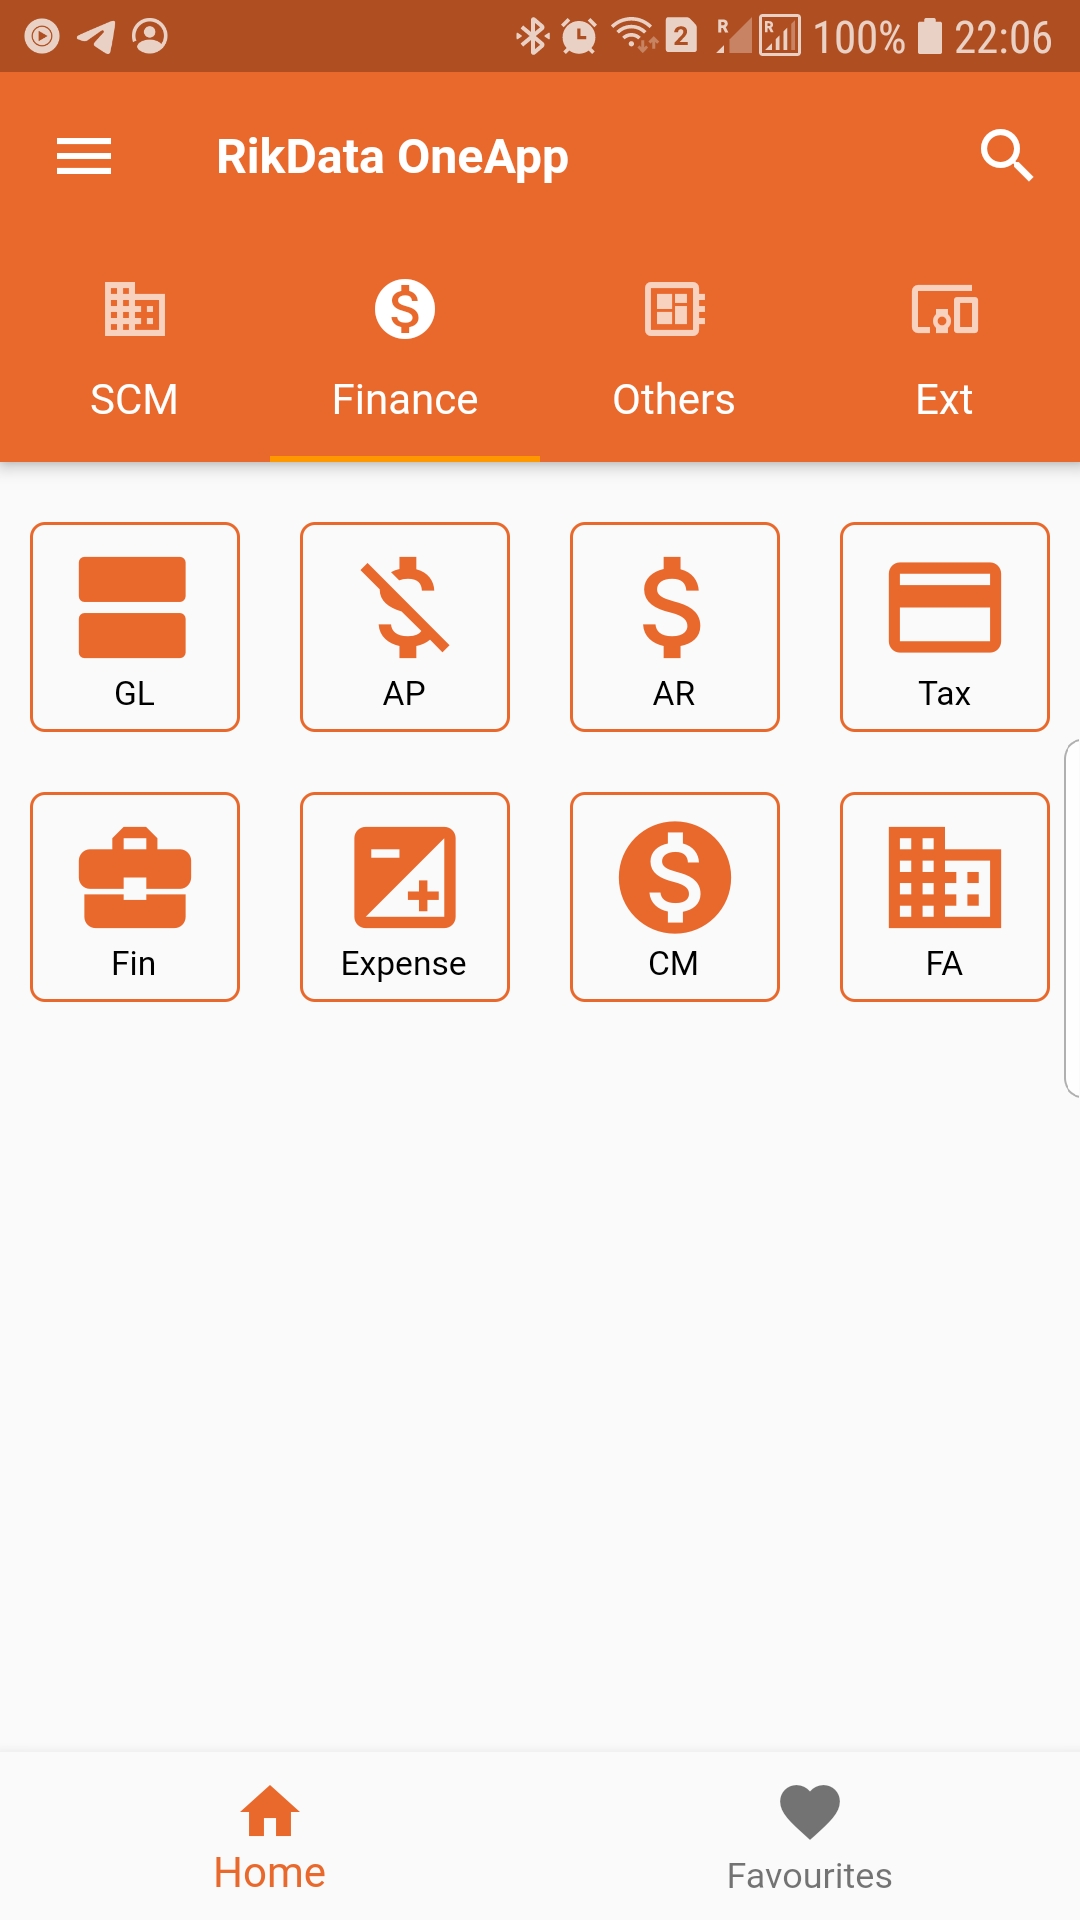 2 R R 100% 22:06
RikData OneApp
SCM Finance Others Ext
GL AP AR Tax
Fin Expense CM FA
Home Favourites